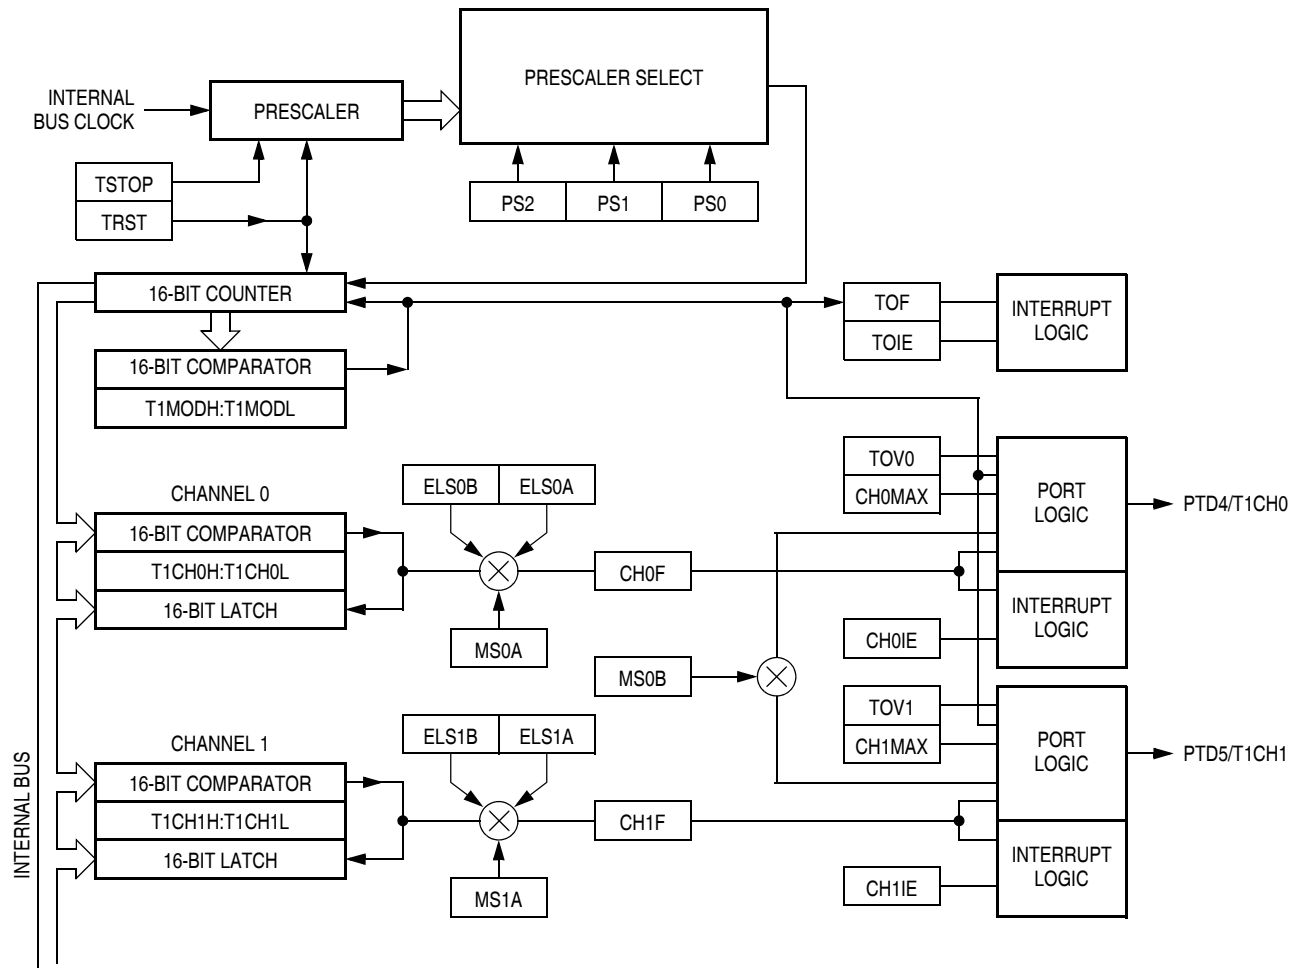 PRESCALER SELECT
INTERNAL
BUS CLOCK
PRESCALER
TSTOP
TRST
PS2
PS1
PS0
16-BIT COUNTER
16-BIT COMPARATOR
T1MODH:T1MODL
TOF
TOIE
INTERRUPT
LOGIC
CHANNEL 0
16-BIT COMPARATOR
T1CH0H:T1CH0L
16-BIT LATCH
ELS0B
ELS0A
MS0A
CH0F
TOV0
CH0MAX
PORT
LOGIC
PTD4/T1CH0
INTERRUPT
LOGIC
CH0IE
MS0B
CHANNEL 1
16-BIT COMPARATOR
T1CH1H:T1CH1L
16-BIT LATCH
ELS1B
ELS1A
MS1A
CH1F
TOV1
CH1MAX
PORT
LOGIC
PTD5/T1CH1
INTERRUPT
LOGIC
CH1IE
INTERNAL BUS